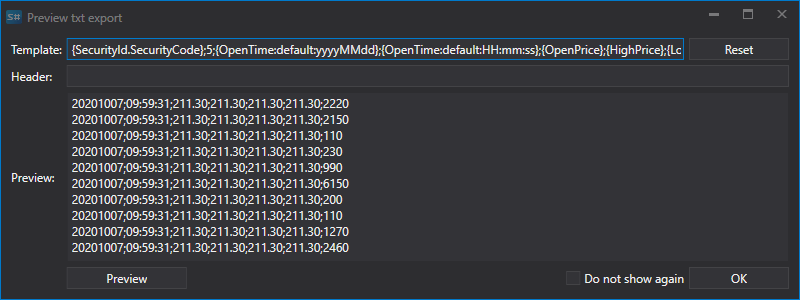 S# Preview txt export
Template: {SecurityId.SecurityCode};5;{OpenTime:default:yyyyMMdd};{OpenTime:default:HH:mm:ss};{OpenPrice};{HighPrice};{Lc Reset
Header:
20201007;09:59:31;211.30;211.30;211.30;211.30;2220
20201007;09:59:31;211.30;211.30;211.30;211.30;2150
20201007;09:59:31;211.30;211.30;211.30;211.30;110
20201007;09:59:31;211.30;211.30;211.30;211.30;230
20201007;09:59:31;211.30;211.30;211.30;211.30;990
Preview: 20201007;09:59:31;211.30;211.30;211.30;211.30;6150
20201007;09:59:31;211.30;211.30;211.30;211.30;200
20201007;09:59:31;211.30;211.30;211.30;211.30;110
20201007;09:59:31;211.30;211.30;211.30;211.30;1270
20201007;09:59:31;211.30;211.30;211.30;211.30;2460
Preview Do not show again OK